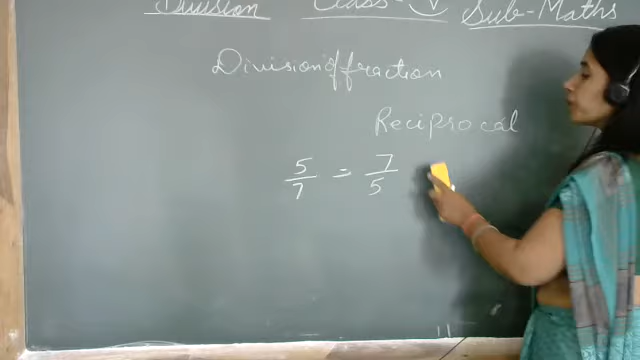 Division Class - V Sub-Maths
Division of fraction
Reciprocal
5/7 = 7/5